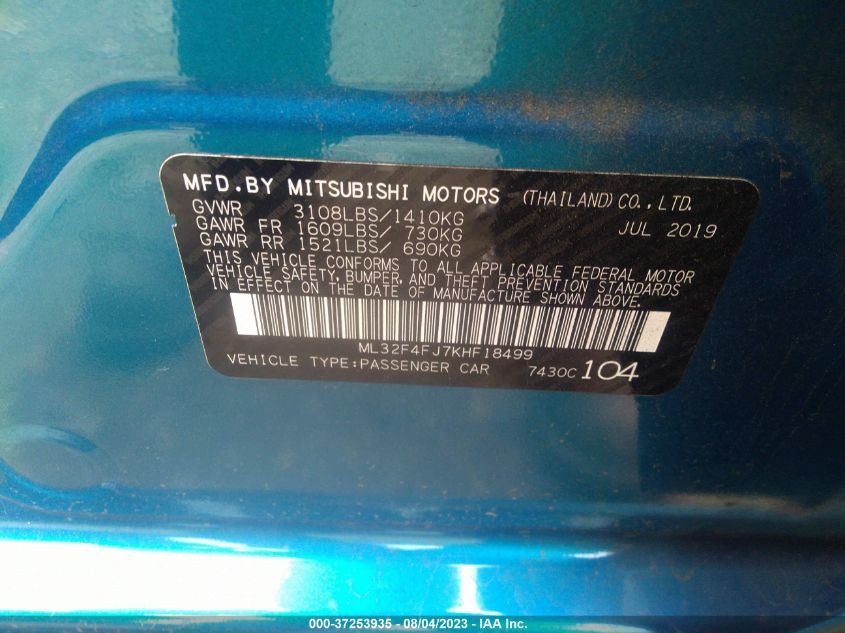 MFD.BY MITSUBISHI MOTORS (THAILAND) CO., LTD.
GVWR 3108LBS/1410KG JUL 2019
GAWR FR 1609LBS/ 730KG
GAWR RR 1521LBS/ 690KG
THIS VEHICLE CONFORMS TO ALL APPLICABLE FEDERAL MOTOR
VEHICLE SAFETY, BUMPER, AND THEFT PREVENTION STANDARDS
IN EFFECT ON THE DATE OF MANUFACTURE SHOWN ABOVE.
ML32F4FJ7KHF18499
VEHICLE TYPE:PASSENGER CAR 7430C 104
000-37253935 - 08/04/2023 - IAA Inc.